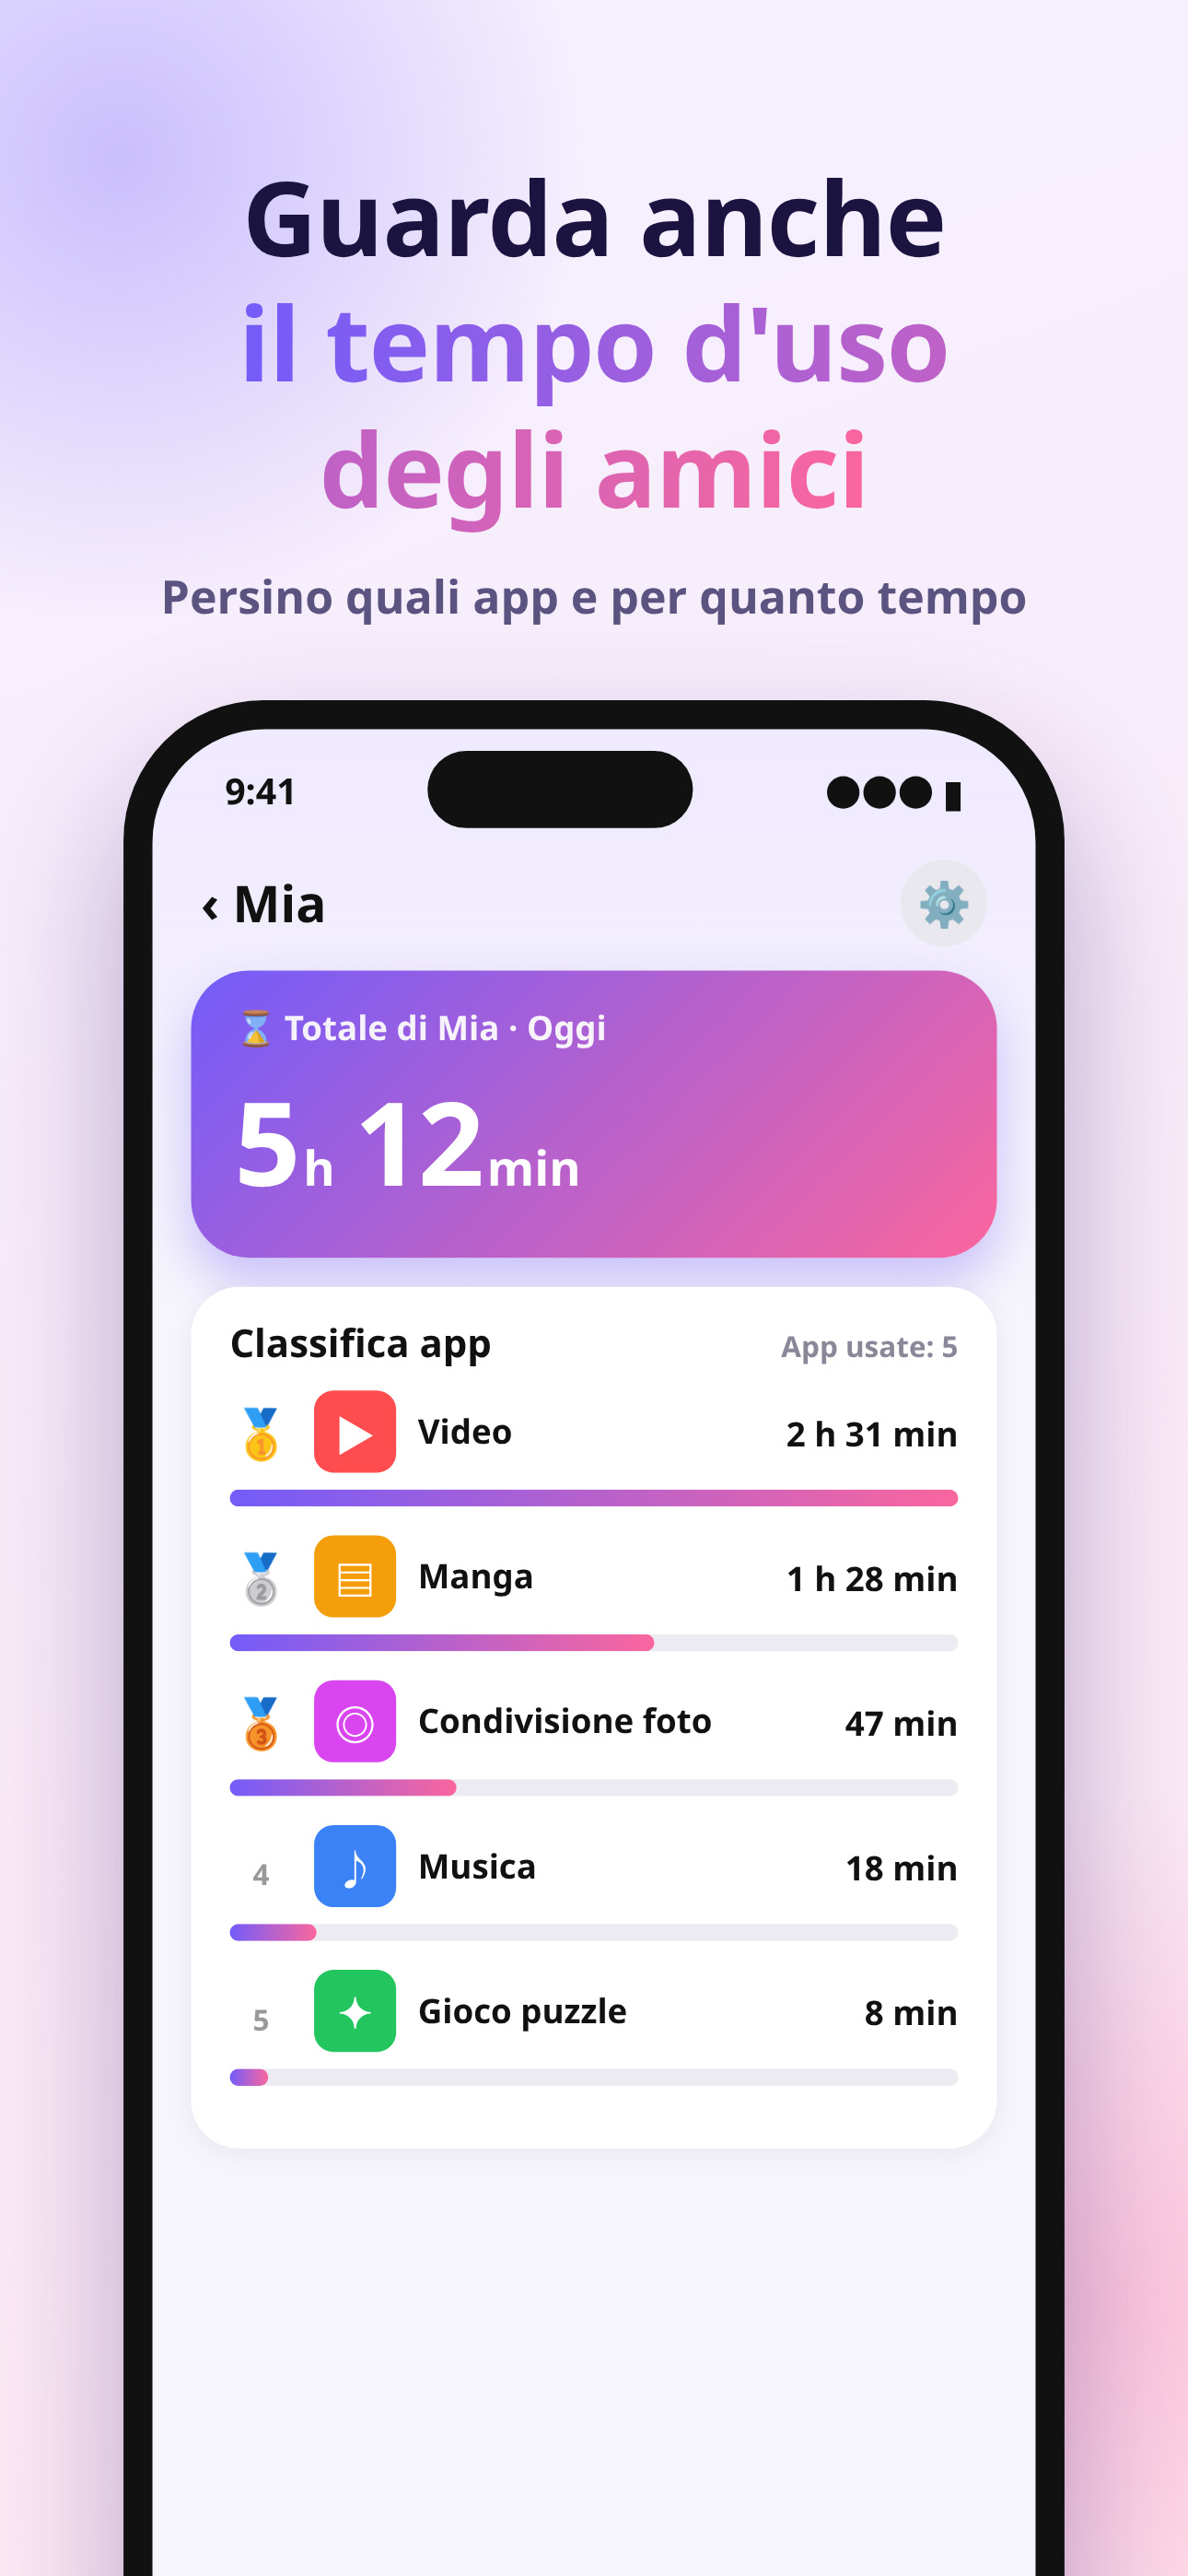 Guarda anche
il tempo d'uso
degli amici
Persino quali app e per quanto tempo
9:41
‹ Mia
⌛ Totale di Mia · Oggi
5h 12min
Classifica app App usate: 5
🥇 Video 2 h 31 min
🥈 Manga 1 h 28 min
🥉 Condivisione foto 47 min
4 Musica 18 min
5 Gioco puzzle 8 min